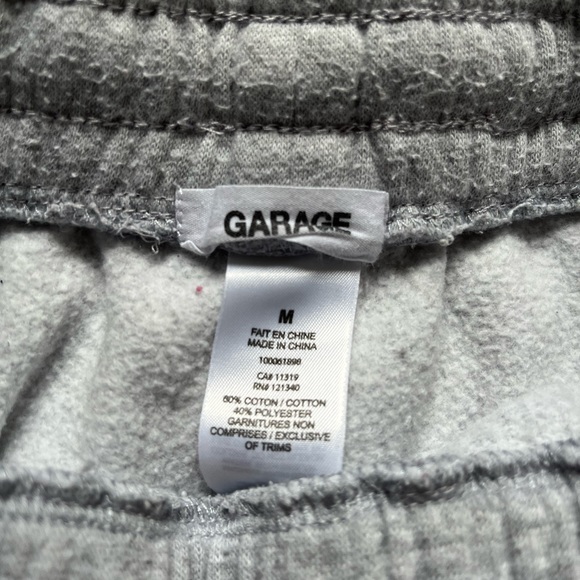 GARAGE
M
FAIT EN CHINE
MADE IN CHINA
100061898
CA# 11319
RN# 121340
60% COTON / COTTON
40% POLYESTER
GARNITURES NON
COMPRISES / EXCLUSIVE
OF TRIMS